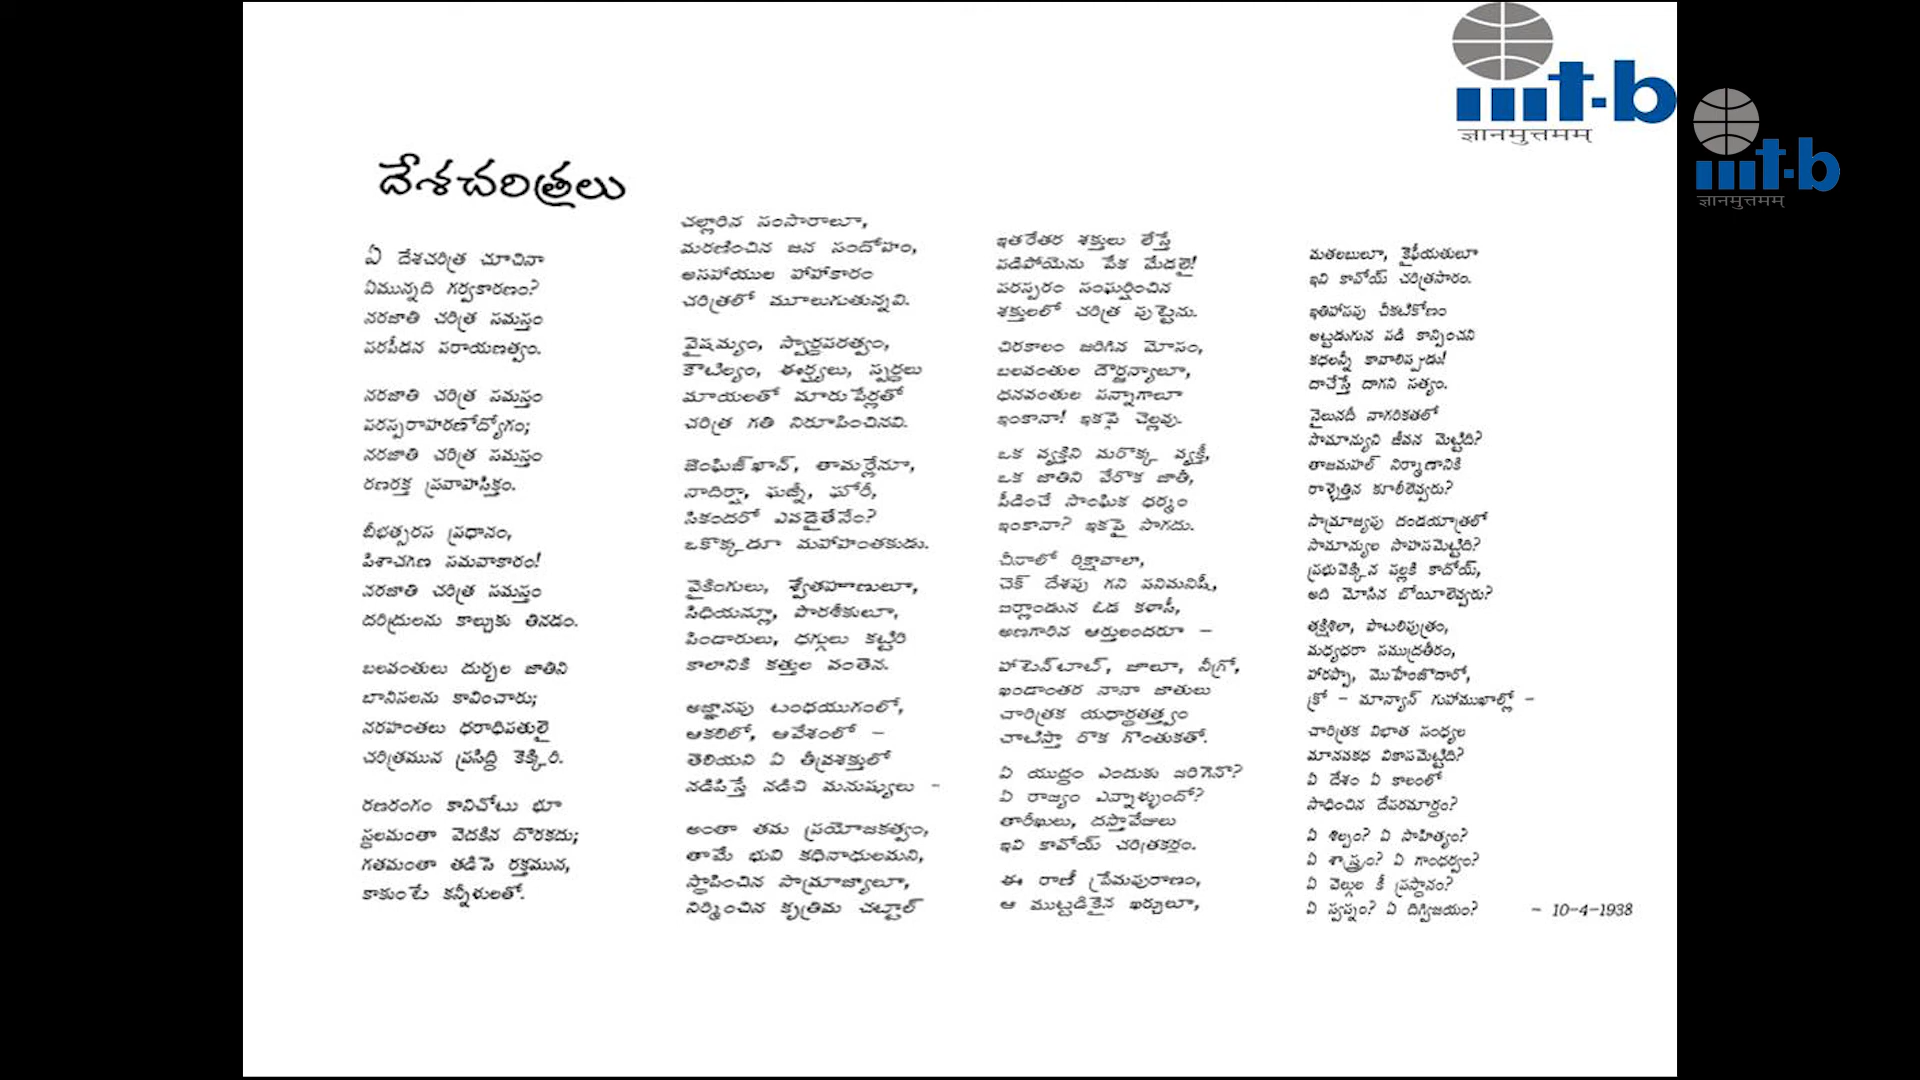 iiit-b
ज्ञानमुत्तमम्
iiit-b
ज्ञानमुत्तमम्
దేశచరిత్రలు
ఏ దేశచరిత్ర చూచినా
ఏమున్నది గర్వకారణం?
నరజాతి చరిత్ర సమస్తం
పరపీడన పరాయణత్వం.
నరజాతి చరిత్ర సమస్తం
పరస్పరాహరణోద్యోగం;
నరజాతి చరిత్ర సమస్తం
రణరక్త ప్రవాహసిక్తం.
బీభత్సరస ప్రధానం,
పిశాచగణ సమవాకారం!
నరజాతి చరిత్ర సమస్తం
దరిద్రులను కాల్చుకు తినడం.
బలవంతులు దుర్బల జాతిని
బానిసలను కావించారు;
నరహంతలు ధరాధిపతులై
చరిత్రమున ప్రసిద్ధి కెక్కిరి.
రణరంగం కానిచోటు భూ
స్థలమంతా వెదకిన దొరకదు;
గతమంతా తడిసె రక్తమున,
కాకుంటే కన్నీళులతో.
చల్లారిన సంసారాలూ,
మరణించిన జన సందోహం,
అసహాయుల హాహాకారం
చరిత్రలో మూలుగుతున్నవి.
వైషమ్యం, స్వార్థపరత్వం,
కౌటిల్యం, ఈర్ష్యలు, స్పర్ధలు
మాయలతో మారుపేర్లతో
చరిత్ర గతి నిరూపించినవి.
జెంఘిజ్‌ఖాన్, తామర్లేనూ,
నాదిర్షా, ఘజ్నీ, ఘోరీ,
సికందరో ఎవడైతేనేం?
ఒకొక్కడూ మహాహంతకుడు.
వైకింగులు, శ్వేతహూణులూ,
సిథియన్లూ, పారశీకులూ,
పిండారులు, థగ్గులు కట్టిరి
కాలానికి కత్తుల వంతెన.
అజ్ఞానపు టంధయుగంలో,
ఆకలిలో, ఆవేశంలో –
తెలియని ఏ తీవ్రశక్తులో
నడిపిస్తే నడిచి మనుష్యులు -
అంతా తమ ప్రయోజకత్వం,
తామే భువి కధినాథులమని,
స్థాపించిన సామ్రాజ్యాలూ,
నిర్మించిన కృత్రిమ చట్టాల్
ఇతరేతర శక్తులు లేస్తే
పడిపోయెను పేక మేడలై!
పరస్పరం సంఘర్షించిన
శక్తులలో చరిత్ర పుట్టెను.
చిరకాలం జరిగిన మోసం,
బలవంతుల దౌర్జన్యాలూ,
ధనవంతుల పన్నాగాలూ
ఇంకానా! ఇకపై చెల్లవు.
ఒక వ్యక్తిని మరొక్క వ్యక్తీ,
ఒక జాతిని వేరొక జాతీ,
పీడించే సాంఘిక ధర్మం
ఇంకానా? ఇకపై సాగదు.
చీనాలో రిక్షావాలా,
చెక్ దేశపు గని పనిమనిషీ,
ఐర్లాండున ఓడ కళాసీ,
అణగారిన ఆర్తులందరూ –
హాటెన్‌టాట్, జూలూ, నీగ్రో,
ఖండాంతర నానా జాతులు
చారిత్రక యథార్థతత్త్వం
చాటిస్తా రొక గొంతుకతో.
ఏ యుద్ధం ఎందుకు జరిగెనొ?
ఏ రాజ్యం ఎన్నాళ్ళుందో?
తారీఖులు, దస్తావేజులు
ఇవి కావోయ్ చరిత్రకర్థం.
ఈ రాణీ ప్రేమపురాణం,
ఆ ముట్టడికైన ఖర్చులూ,
మతలబులూ, కైఫీయతులూ
ఇవి కావోయ్ చరిత్రసారం.
ఇతిహాసపు చీకటికోణం
అట్టడుగున పడి కాన్పించని
కథలన్నీ కావాలిప్పుడు!
దాచేస్తే దాగని సత్యం.
నైలునదీ నాగరికతలో
సామాన్యుని జీవన మెట్టిది?
తాజమహల్ నిర్మాణానికి
రాళ్ళెత్తిన కూలీలెవ్వరు?
సామ్రాజ్యపు దండయాత్రలో
సామాన్యుల సాహసమెట్టిది?
ప్రభువెక్కిన పల్లకి కాదోయ్,
అది మోసిన బోయీలెవ్వరు?
తక్షశిలా, పాటలిపుత్రం,
మధ్యధరా సముద్రతీరం,
హారప్పా, మొహేంజొదారో,
క్రో – మాన్యాన్ గుహాముఖాల్లో –
చారిత్రక విభాత సంధ్యల
మానవకథ వికాసమెట్టిది?
ఏ దేశం ఏ కాలంలో
సాధించిన దేపరమార్థం?
ఏ శిల్పం? ఏ సాహిత్యం?
ఏ శాస్త్రం? ఏ గాంధర్వం?
ఏ వెల్గుల కీ ప్రస్థానం?
ఏ స్వప్నం? ఏ దిగ్విజయం?
– 10-4-1938